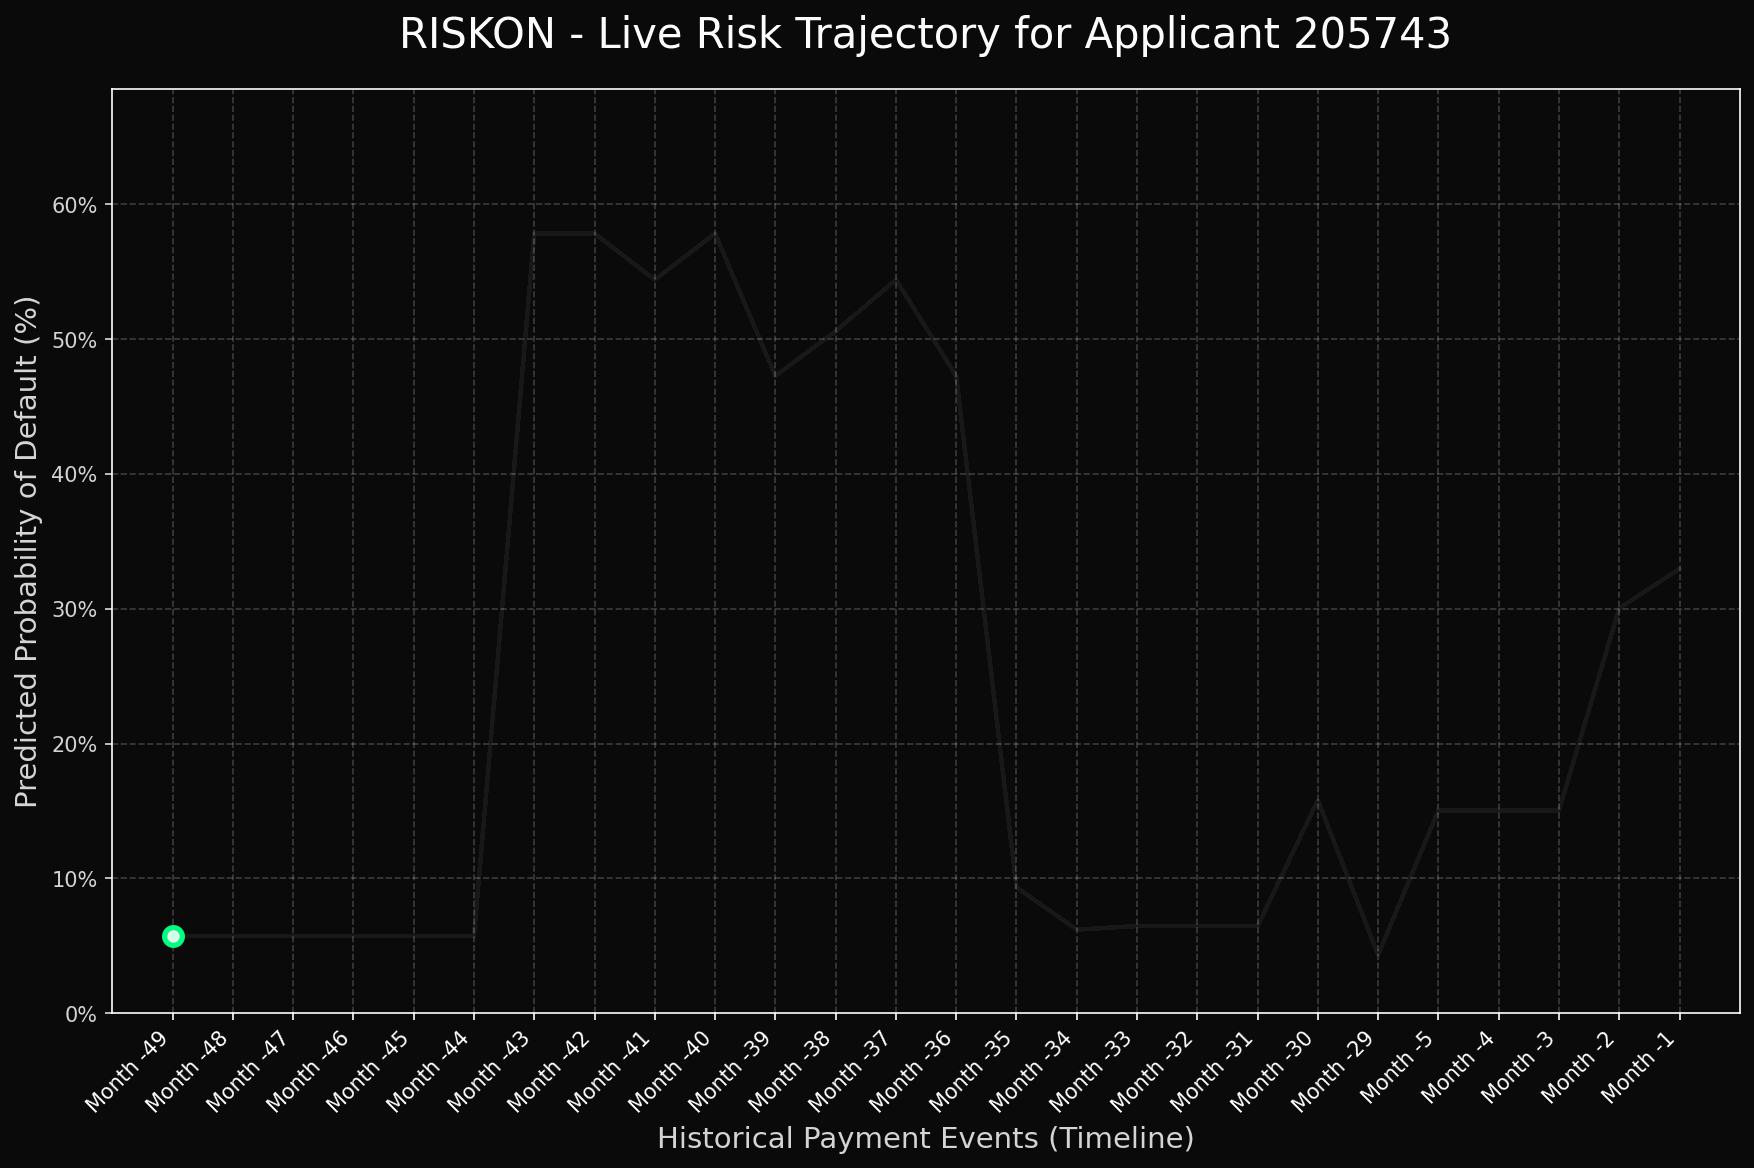 RISKON - Live Risk Trajectory for Applicant 205743
Predicted Probability of Default (%)
60%
50%
40%
30%
20%
10%
0%
Month -49
Month -48
Month -47
Month -46
Month -45
Month -44
Month -43
Month -42
Month -41
Month -40
Month -39
Month -38
Month -37
Month -36
Month -35
Month -34
Month -33
Month -32
Month -31
Month -30
Month -29
Month -5
Month -4
Month -3
Month -2
Month -1
Historical Payment Events (Timeline)